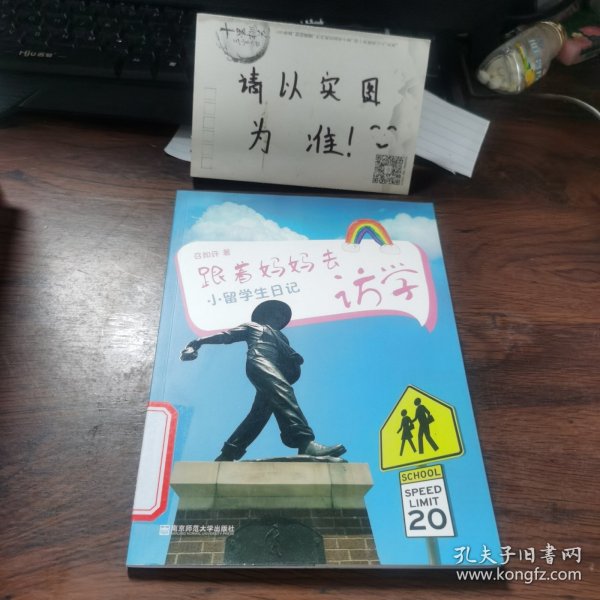 请以实图
为准!
吕如许 著
跟着妈妈去
访学
小留学生日记
SCHOOL
SPEED
LIMIT
20
南京师范大学出版社
孔夫子旧书网
www.kongfz.com